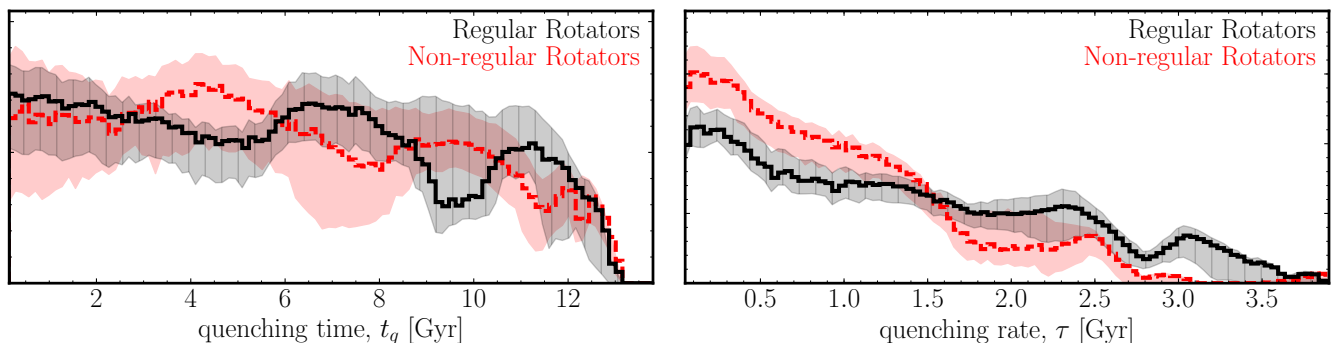 Regular Rotators
Non-regular Rotators
2 4 6 8 10 12
quenching time, t_q [Gyr]
Regular Rotators
Non-regular Rotators
0.5 1.0 1.5 2.0 2.5 3.0 3.5
quenching rate, τ [Gyr]